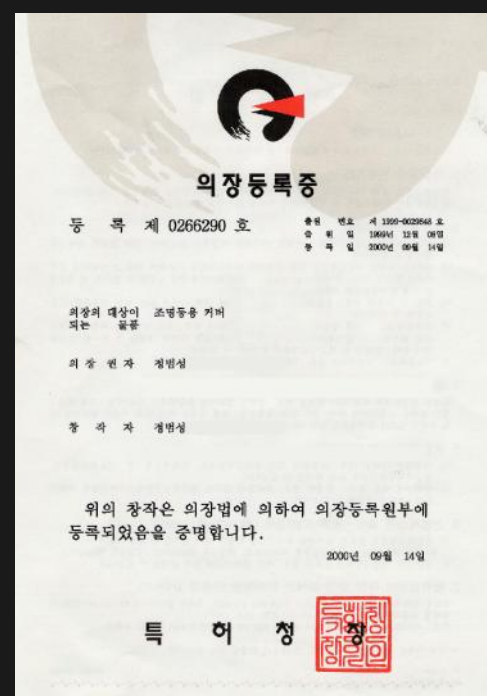 의장등록증
등 록 제 0266290 호
출원 번호 제 1999-0029848 호
출 원 일 1999년 12월 08일
등 록 일 2000년 09월 14일
의장의 대상이 조명등용 커버
되는 물품
의 장 권 자 정범성
창 작 자 정범성
위의 창작은 의장법에 의하여 의장등록원부에
등록되었음을 증명합니다.
2000년 09월 14일
특 허 청 장